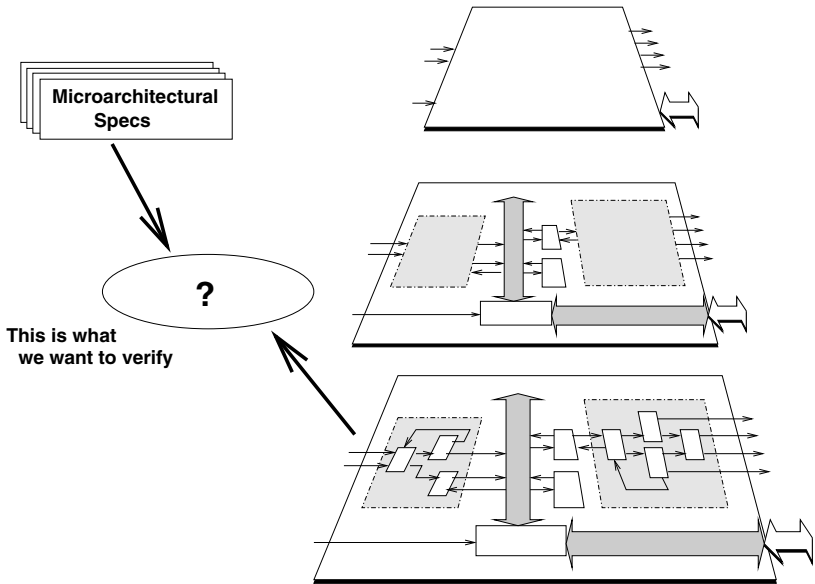 Microarchitectural
Specs
?
This is what
we want to verify